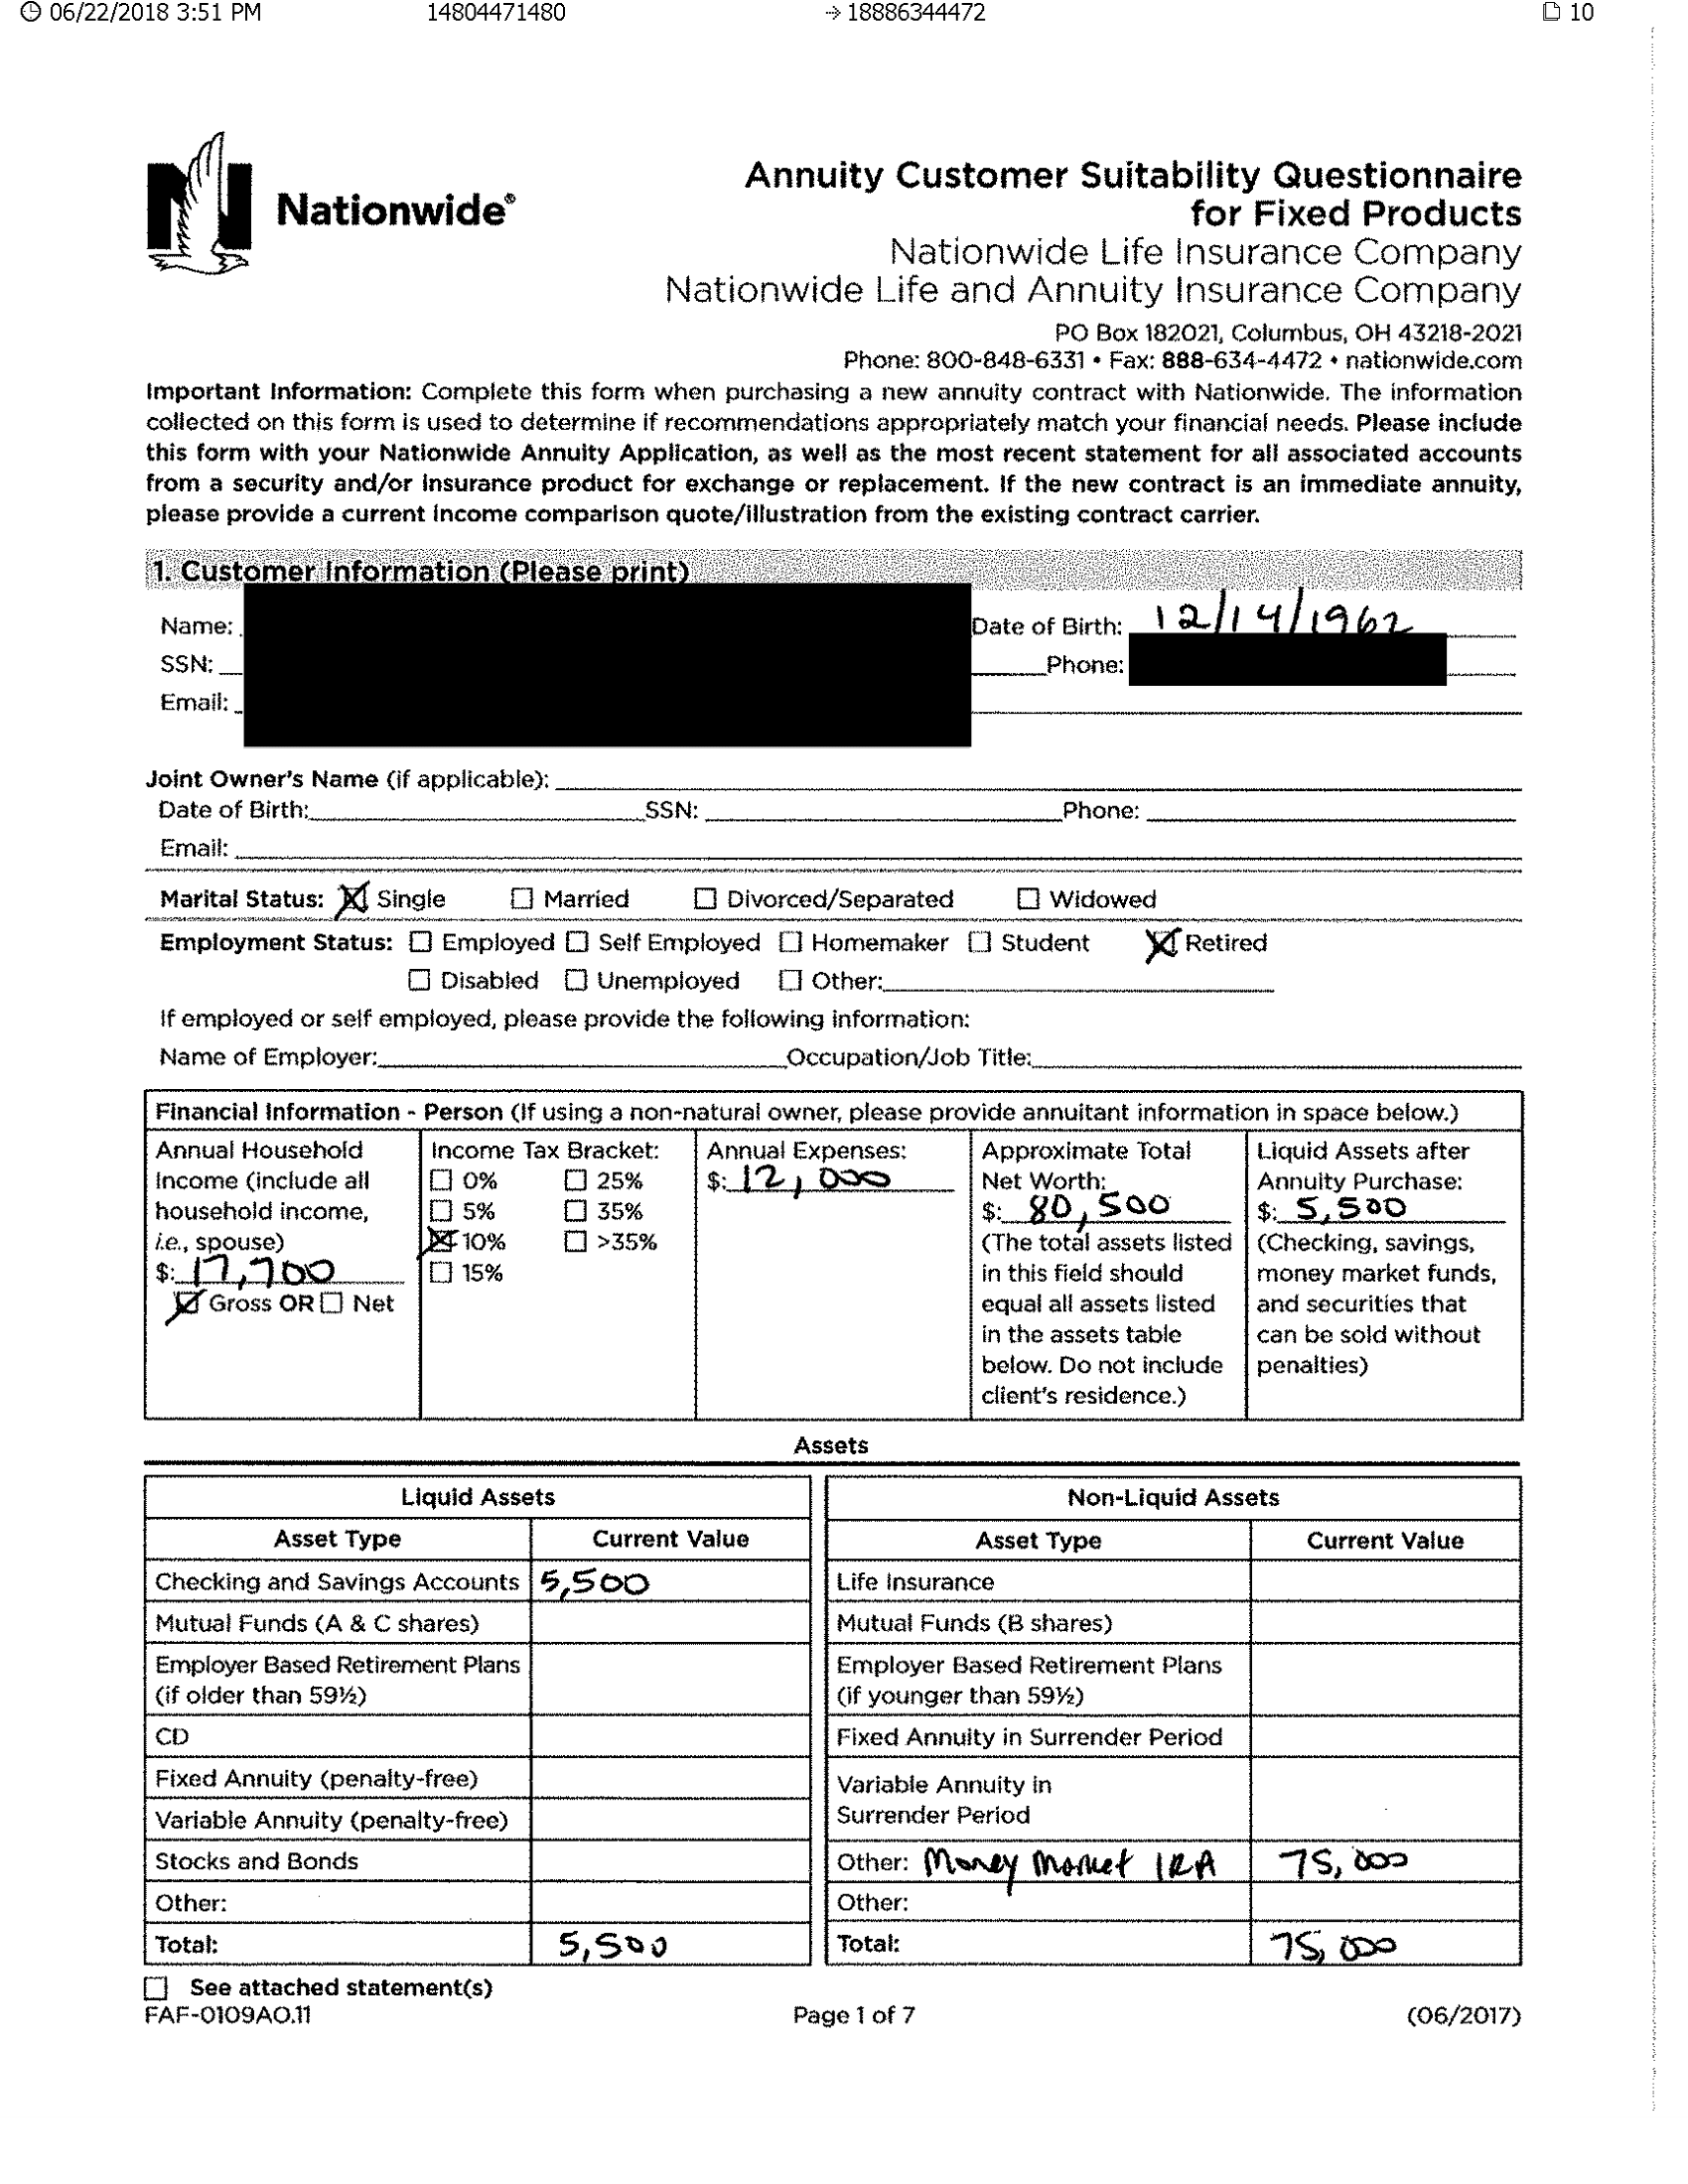 06/22/2018 3:51 PM 14804471480 → 18886344472 10
Nationwide®
Annuity Customer Suitability Questionnaire
for Fixed Products
Nationwide Life Insurance Company
Nationwide Life and Annuity Insurance Company
PO Box 182021, Columbus, OH 43218-2021
Phone: 800-848-6331 • Fax: 888-634-4472 • nationwide.com
Important Information: Complete this form when purchasing a new annuity contract with Nationwide. The information
collected on this form is used to determine if recommendations appropriately match your financial needs. Please include
this form with your Nationwide Annuity Application, as well as the most recent statement for all associated accounts
from a security and/or insurance product for exchange or replacement. If the new contract is an immediate annuity,
please provide a current income comparison quote/illustration from the existing contract carrier.
1. Customer Information (Please print)
Name: Date of Birth: 12/14/1962
SSN: Phone:
Email:
Joint Owner's Name (if applicable):
Date of Birth: SSN: Phone:
Email:
Marital Status: ☒ Single ☐ Married ☐ Divorced/Separated ☐ Widowed
Employment Status: ☐ Employed ☐ Self Employed ☐ Homemaker ☐ Student ☒ Retired
☐ Disabled ☐ Unemployed ☐ Other:
If employed or self employed, please provide the following information:
Name of Employer: Occupation/Job Title:
Financial Information - Person (If using a non-natural owner, please provide annuitant information in space below.)
Annual Household
Income (include all
household income,
i.e., spouse)
$: 17,700
☒ Gross OR ☐ Net
Income Tax Bracket:
☐ 0% ☐ 25%
☐ 5% ☐ 35%
☒ 10% ☐ >35%
☐ 15%
Annual Expenses:
$: 12,000
Approximate Total
Net Worth:
$: 80,500
(The total assets listed
in this field should
equal all assets listed
in the assets table
below. Do not include
client's residence.)
Liquid Assets after
Annuity Purchase:
$: 5,500
(Checking, savings,
money market funds,
and securities that
can be sold without
penalties)
Assets
Liquid Assets
Asset Type Current Value
Checking and Savings Accounts 5,500
Mutual Funds (A & C shares)
Employer Based Retirement Plans
(if older than 59½)
CD
Fixed Annuity (penalty-free)
Variable Annuity (penalty-free)
Stocks and Bonds
Other:
Total: 5,500
Non-Liquid Assets
Asset Type Current Value
Life Insurance
Mutual Funds (B shares)
Employer Based Retirement Plans
(if younger than 59½)
Fixed Annuity in Surrender Period
Variable Annuity in
Surrender Period
Other: Money Market IRA 75,000
Other:
Total: 75,000
☐ See attached statement(s)
FAF-0109AO.11 Page 1 of 7 (06/2017)